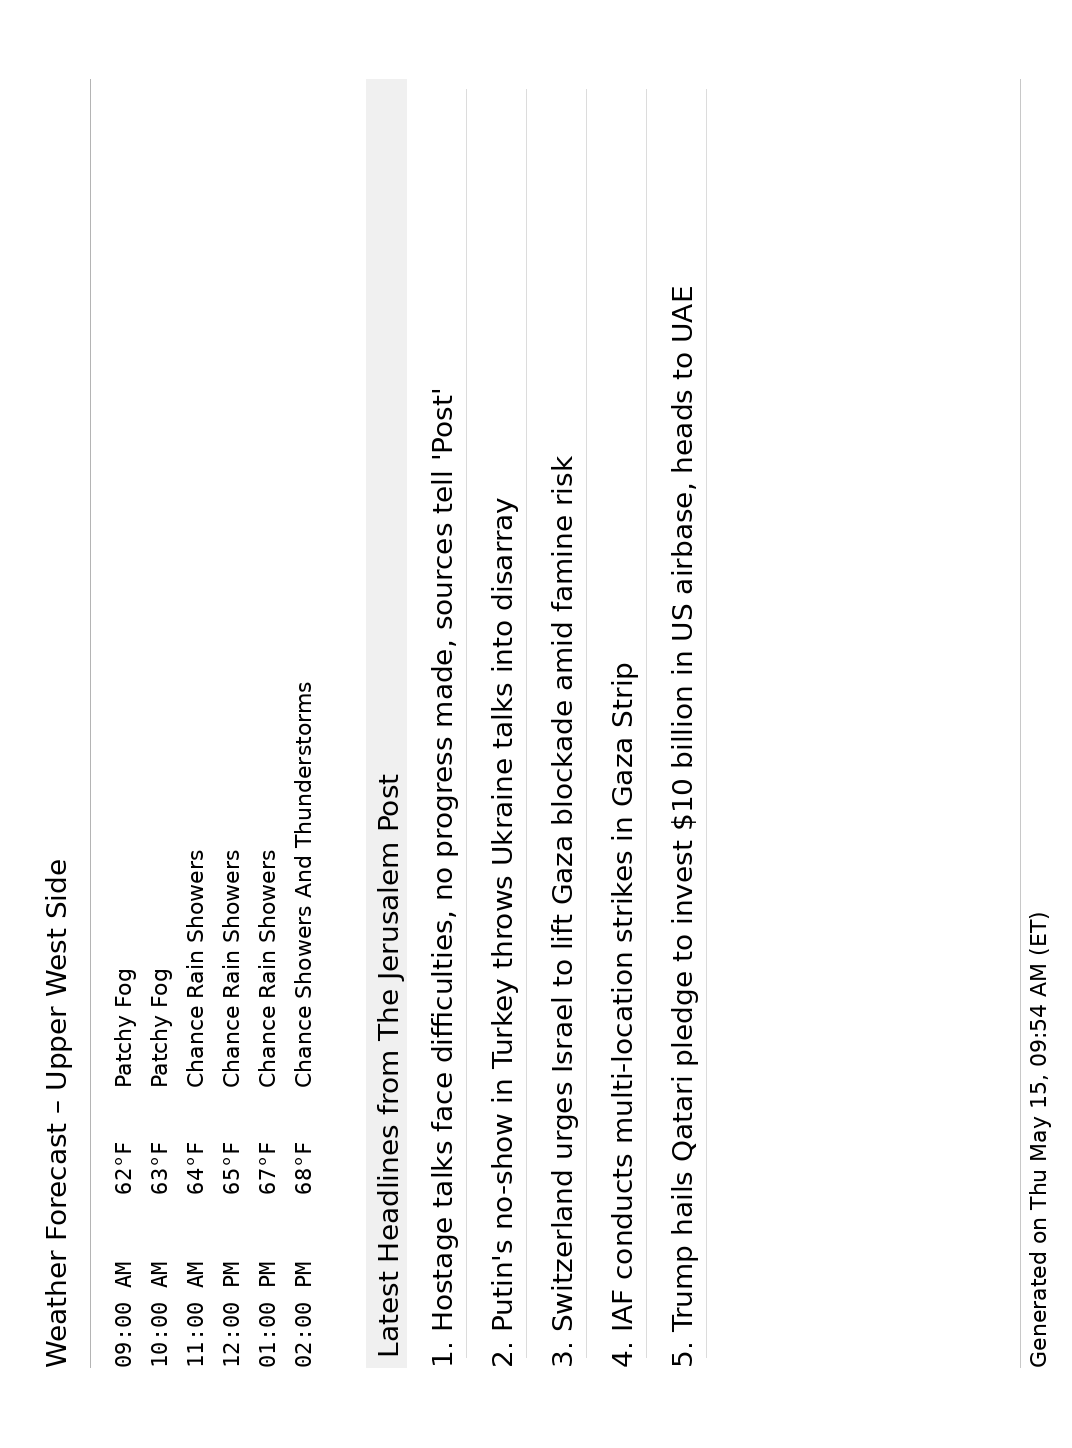 Weather Forecast – Upper West Side
09:00 AM 62°F Patchy Fog
10:00 AM 63°F Patchy Fog
11:00 AM 64°F Chance Rain Showers
12:00 PM 65°F Chance Rain Showers
01:00 PM 67°F Chance Rain Showers
02:00 PM 68°F Chance Showers And Thunderstorms
Latest Headlines from The Jerusalem Post
1. Hostage talks face difficulties, no progress made, sources tell 'Post'
2. Putin's no-show in Turkey throws Ukraine talks into disarray
3. Switzerland urges Israel to lift Gaza blockade amid famine risk
4. IAF conducts multi-location strikes in Gaza Strip
5. Trump hails Qatari pledge to invest $10 billion in US airbase, heads to UAE
Generated on Thu May 15, 09:54 AM (ET)